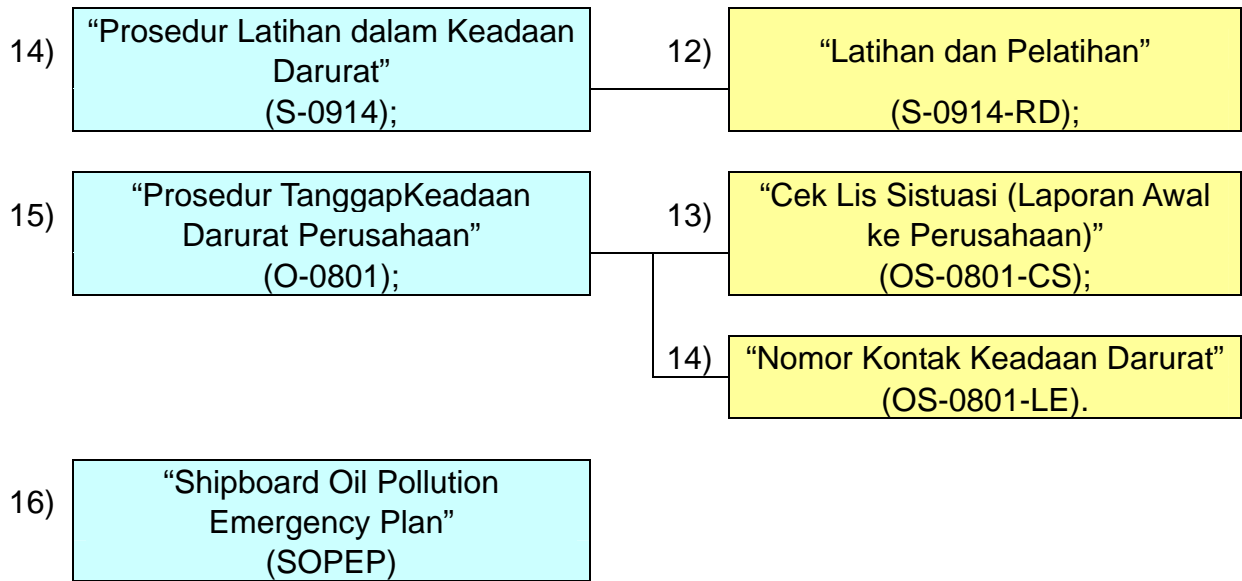 14)
“Prosedur Latihan dalam Keadaan
Darurat”
(S-0914);
12)
“Latihan dan Pelatihan”
(S-0914-RD);
15)
“Prosedur TanggapKeadaan
Darurat Perusahaan”
(O-0801);
13)
“Cek Lis Sistuasi (Laporan Awal
ke Perusahaan)”
(OS-0801-CS);
14)
“Nomor Kontak Keadaan Darurat”
(OS-0801-LE).
16)
“Shipboard Oil Pollution
Emergency Plan”
(SOPEP)